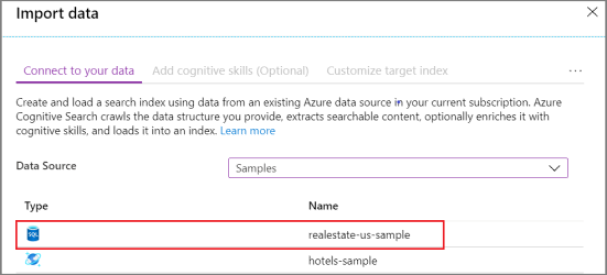 Import data
Connect to your data Add cognitive skills (Optional) Customize target index ...
Create and load a search index using data from an existing Azure data source in your current subscription. Azure
Cognitive Search crawls the data structure you provide, extracts searchable content, optionally enriches it with
cognitive skills, and loads it into an index. Learn more
Data Source Samples
Type Name
SQL realestate-us-sample
hotels-sample